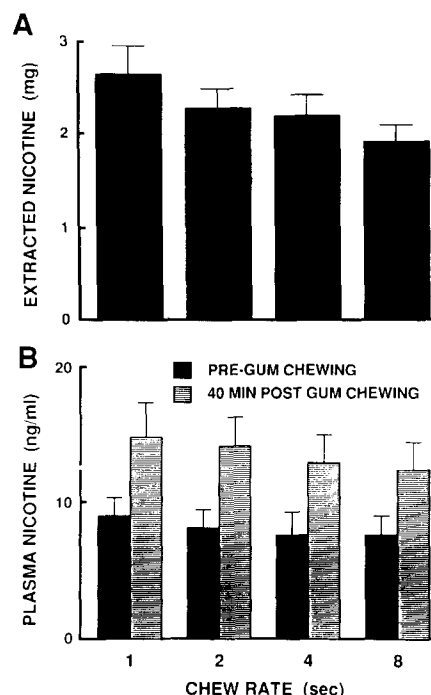 A
EXTRACTED NICOTINE (mg)
3
2
1
0
B
PLASMA NICOTINE (ng/ml)
20
10
0
PRE-GUM CHEWING
40 MIN POST GUM CHEWING
1 2 4 8
CHEW RATE (sec)